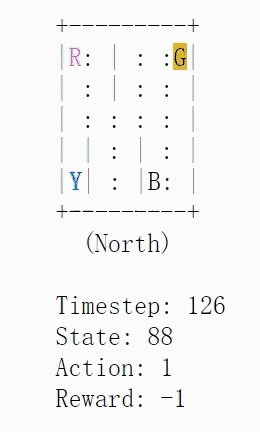 +---------+
|R: | : :G|
| : | : : |
| : : : : |
| | : | : |
|Y| : |B: |
+---------+
(North)
Timestep: 126
State: 88
Action: 1
Reward: -1